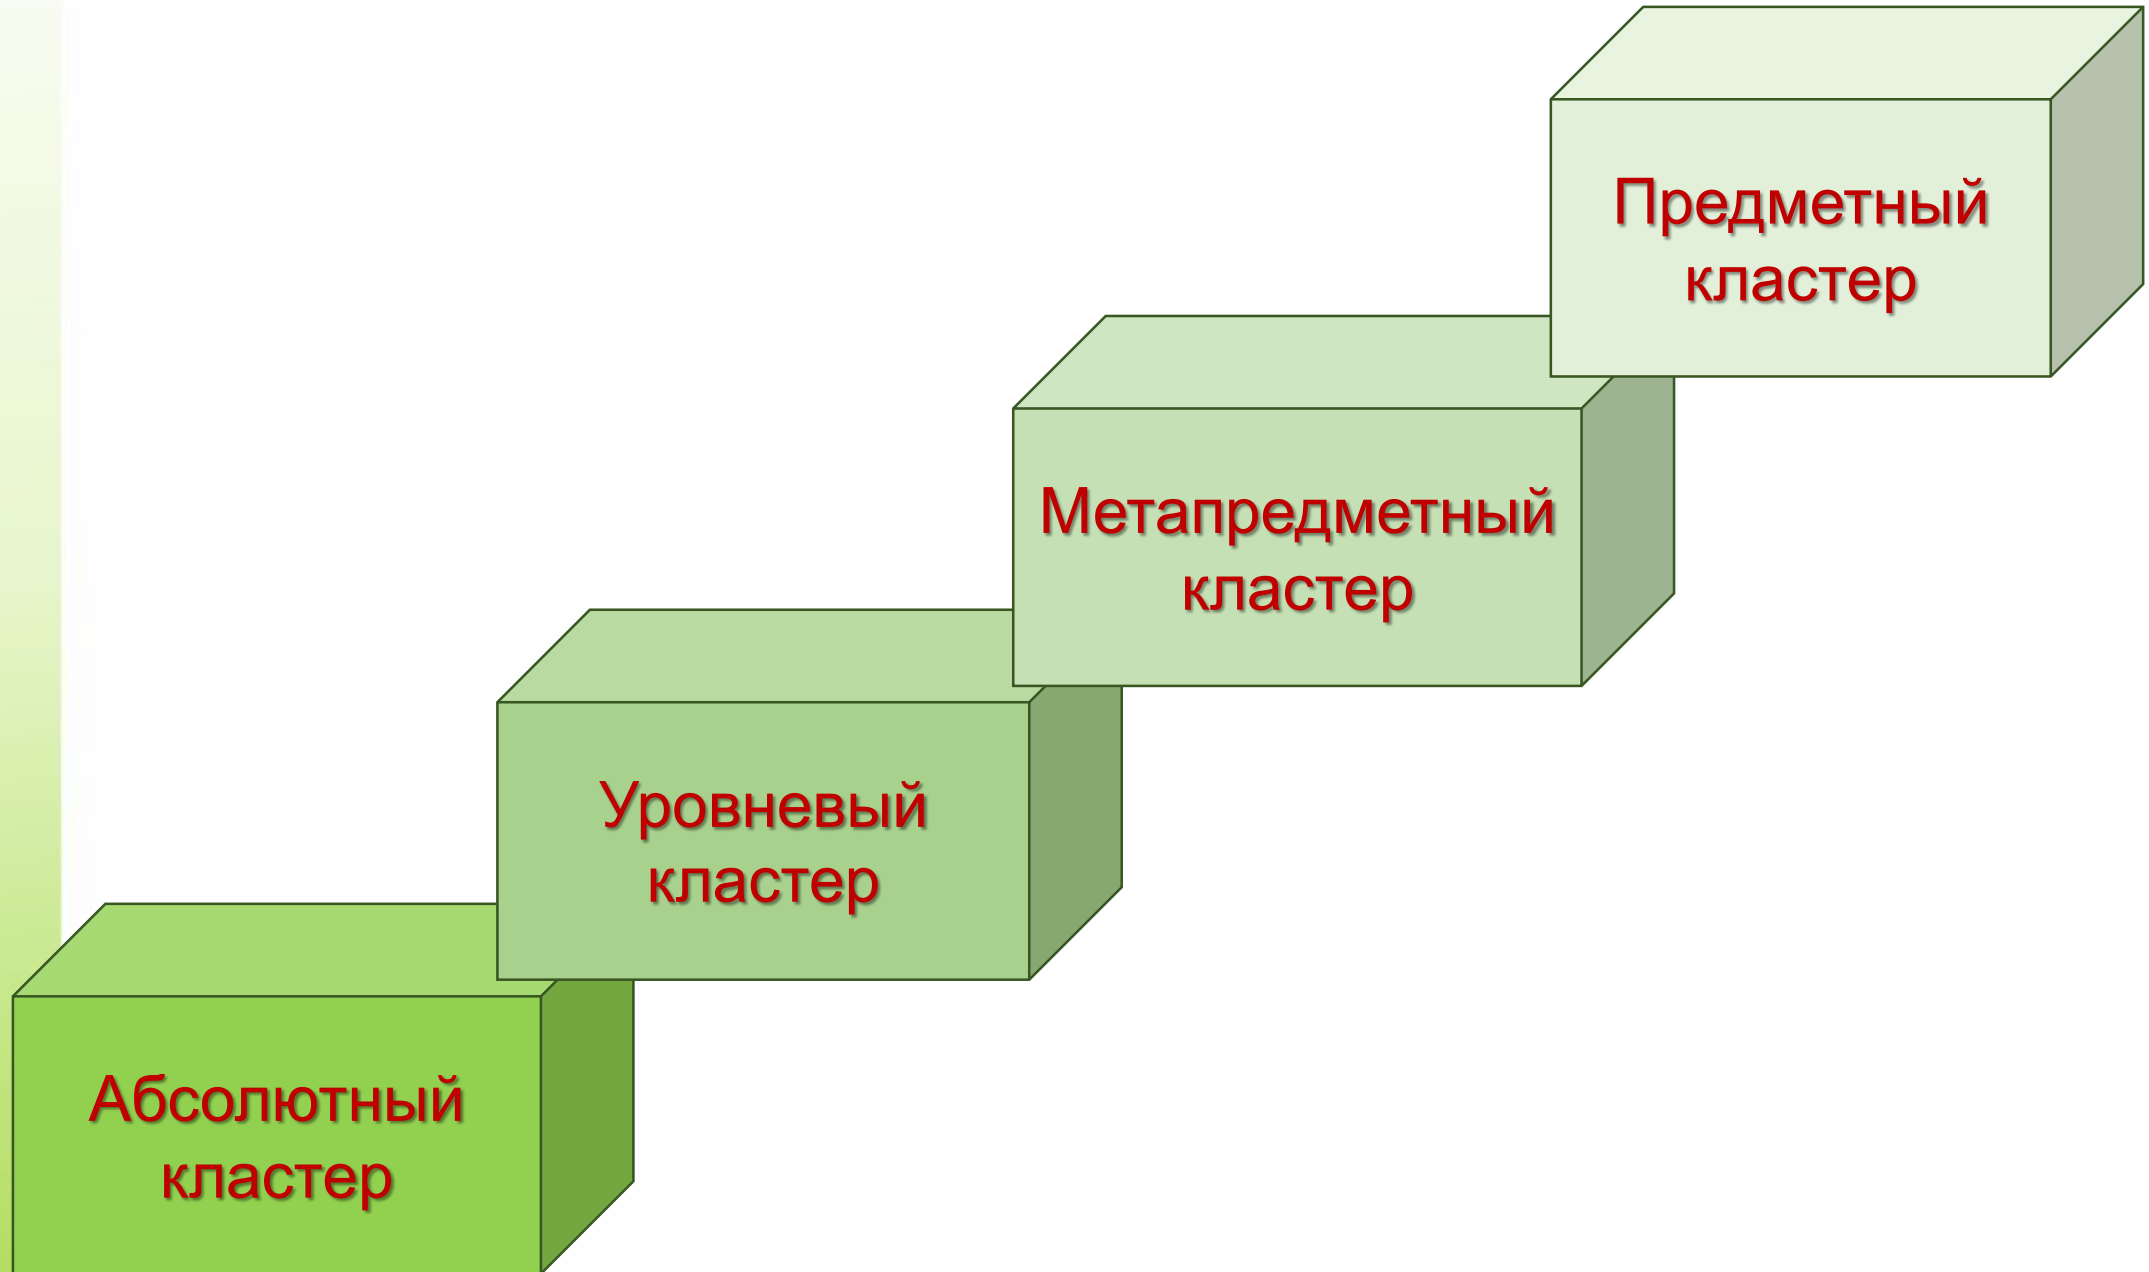 Предметный
кластер
Метапредметный
кластер
Уровневый
кластер
Абсолютный
кластер